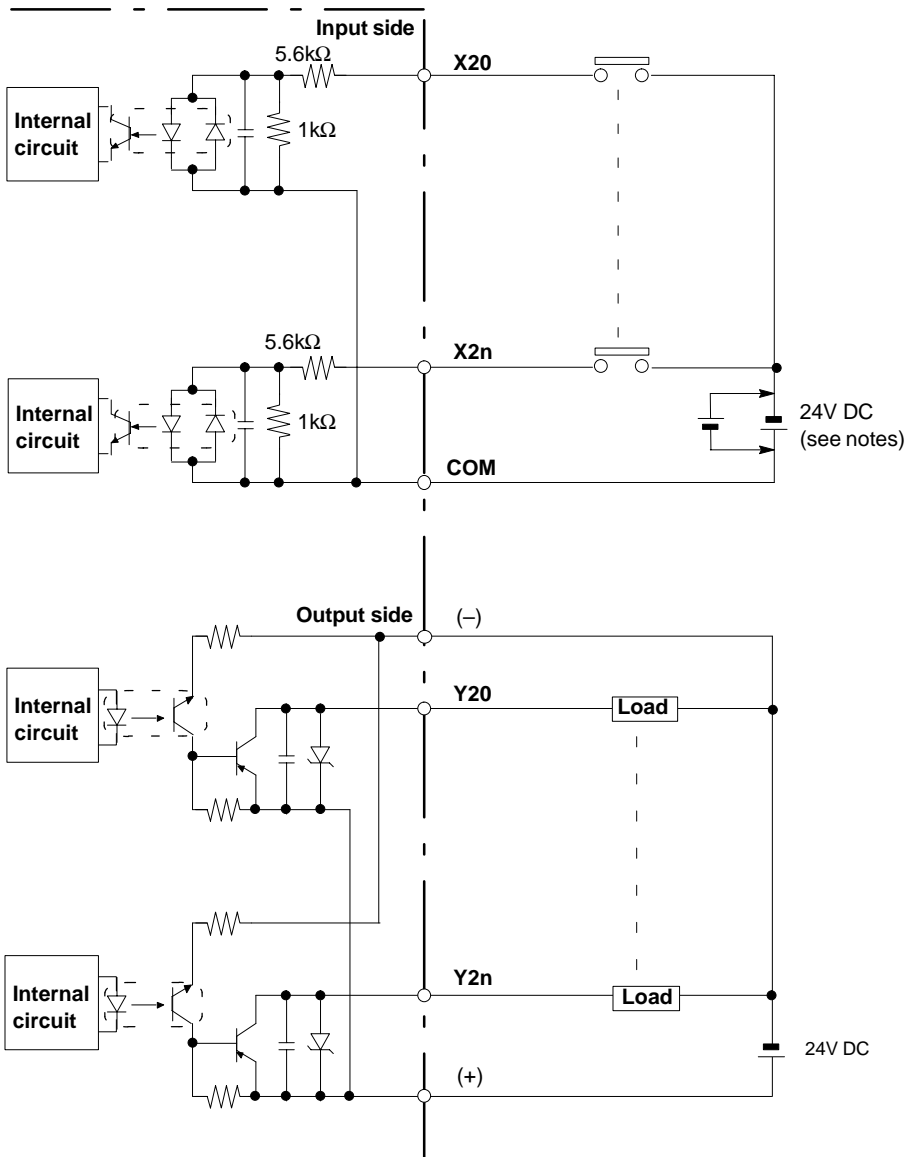 Input side
5.6kΩ
X20
Internal
circuit
1kΩ
5.6kΩ
X2n
Internal
circuit
1kΩ
24V DC
(see notes)
COM
Output side
(–)
Internal
circuit
Y20
Load
Internal
circuit
Y2n
Load
24V DC
(+)